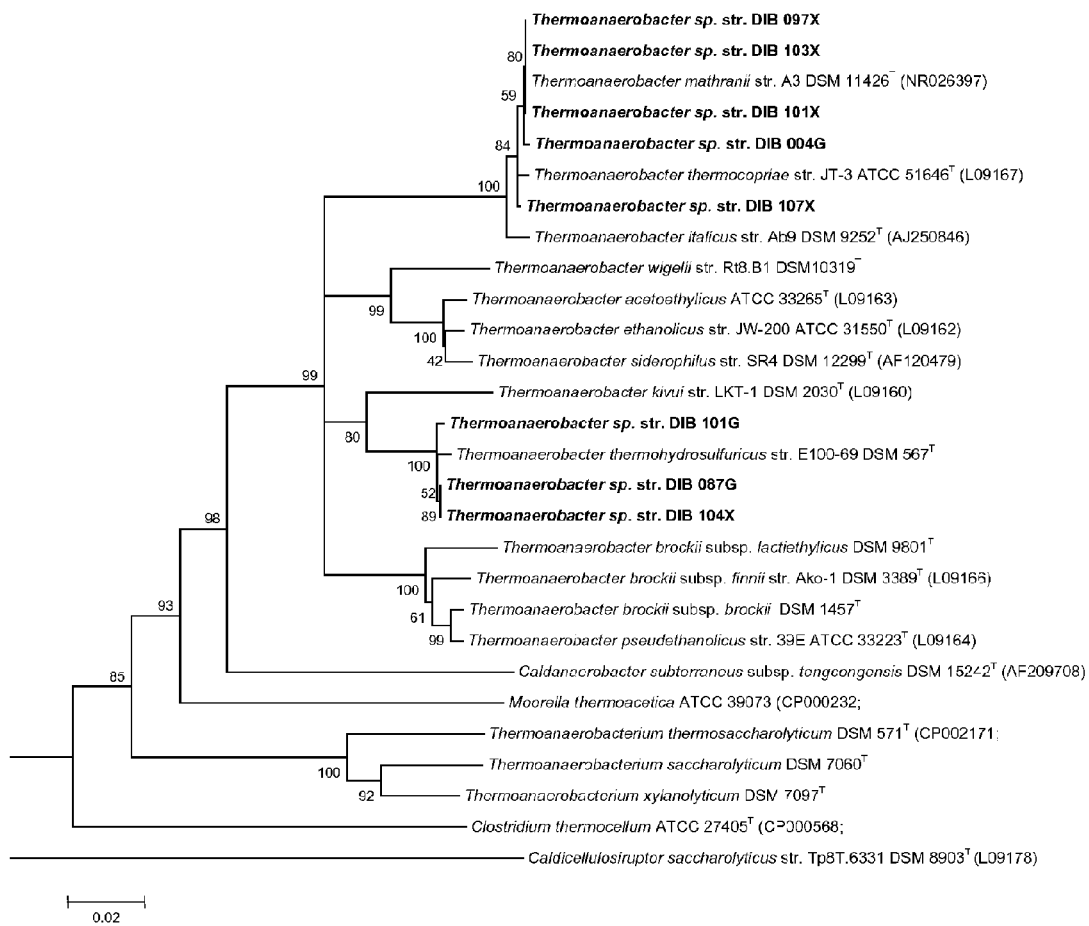 Thermoanaerobacter sp. str. DIB 097X
80
Thermoanaerobacter sp. str. DIB 103X
Thermoanaerobacter mathranii str. A3 DSM 11426T (NR026397)
59
Thermoanaerobacter sp. str. DIB 101X
84
Thermoanaerobacter sp. str. DIB 004G
Thermoanaerobacter thermocopriae str. JT-3 ATCC 51646T (L09167)
100
Thermoanaerobacter sp. str. DIB 107X
Thermoanaerobacter italicus str. Ab9 DSM 9252T (AJ250846)
Thermoanaerobacter wigelii str. Rt8.B1 DSM10319T
Thermoanaerobacter acetoethylicus ATCC 33265T (L09163)
99
Thermoanaerobacter ethanolicus str. JW-200 ATCC 31550T (L09162)
100
Thermoanaerobacter siderophilus str. SR4 DSM 12299T (AF120479)
42
99
Thermoanaerobacter kivui str. LKT-1 DSM 2030T (L09160)
Thermoanaerobacter sp. str. DIB 101G
80
Thermoanaerobacter thermohydrosulfuricus str. E100-69 DSM 567T
100
Thermoanaerobacter sp. str. DIB 087G
52
Thermoanaerobacter sp. str. DIB 104X
89
98
Thermoanaerobacter brockii subsp. lactiethylicus DSM 9801T
Thermoanaerobacter brockii subsp. finnii str. Ako-1 DSM 3389T (L09166)
100
Thermoanaerobacter brockii subsp. brockii DSM 1457T
93
61
Thermoanaerobacter pseudethanolicus str. 39E ATCC 33223T (L09164)
99
Caldanaerobacter subterraneus subsp. tengcongensis DSM 15242T (AF209708)
85
Moorella thermoacetica ATCC 39073 (CP000232;
Thermoanaerobacterium thermosaccharolyticum DSM 571T (CP002171;
100
Thermoanaerobacterium saccharolyticum DSM 7060T
92
Thermoanaerobacterium xylanolyticum DSM 7097T
Clostridium thermocellum ATCC 27405T (CP000568;
Caldicellulosiruptor saccharolyticus str. Tp8T.6331 DSM 8903T (L09178)
0.02